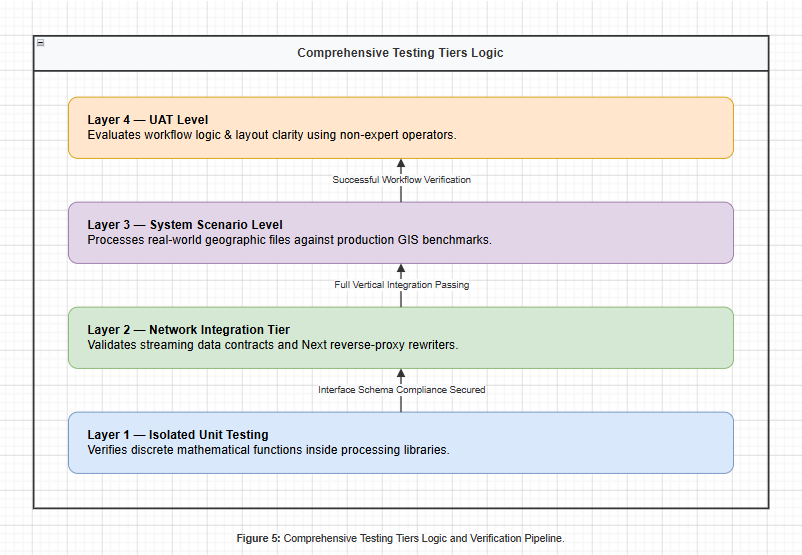 Comprehensive Testing Tiers Logic
Layer 4 — UAT Level
Evaluates workflow logic & layout clarity using non-expert operators.
Successful Workflow Verification
Layer 3 — System Scenario Level
Processes real-world geographic files against production GIS benchmarks.
Full Vertical Integration Passing
Layer 2 — Network Integration Tier
Validates streaming data contracts and Next reverse-proxy rewriters.
Interface Schema Compliance Secured
Layer 1 — Isolated Unit Testing
Verifies discrete mathematical functions inside processing libraries.
Figure 5: Comprehensive Testing Tiers Logic and Verification Pipeline.